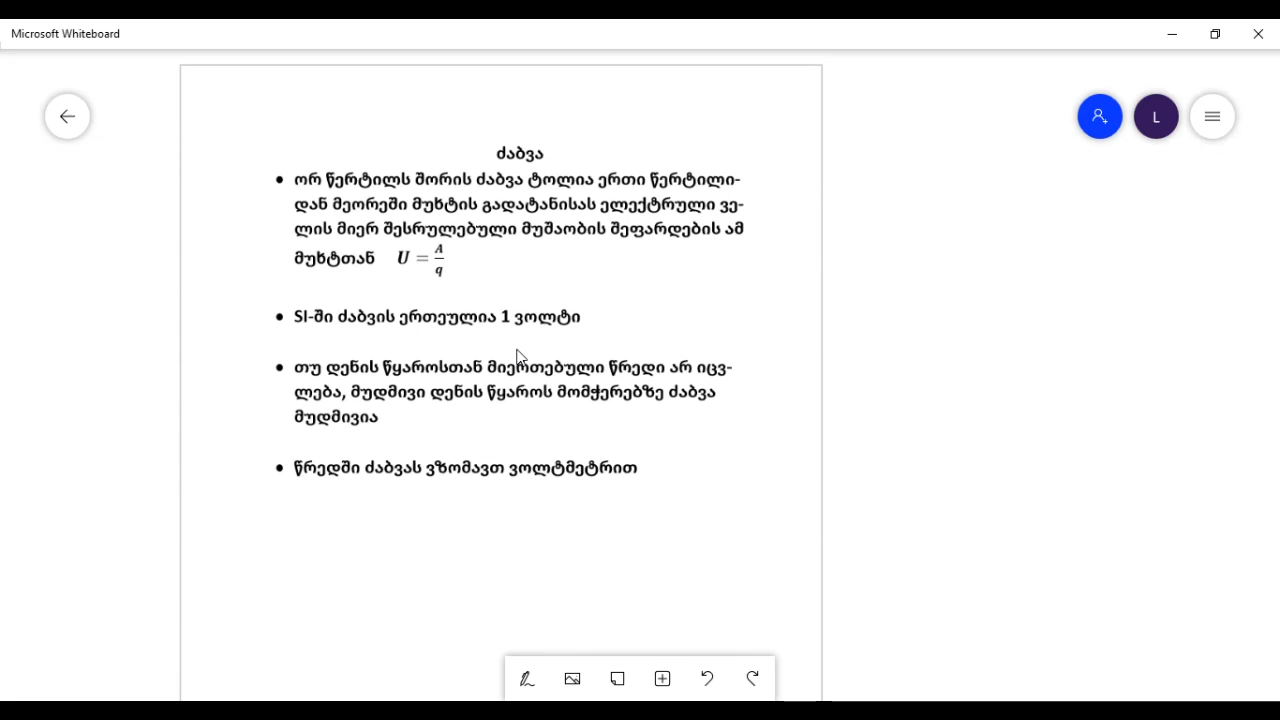 Microsoft Whiteboard
L
ძაბვა
• ორ წერტილს შორის ძაბვა ტოლია ერთი წერტილი-
დან მეორეში მუხტის გადატანისას ელექტრული ვე-
ლის მიერ შესრულებული მუშაობის შეფარდების ამ
მუხტთან U = A/q
• SI-ში ძაბვის ერთეულია 1 ვოლტი
• თუ დენის წყაროსთან მიერთებული წრედი არ იცვ-
ლება, მუდმივი დენის წყაროს მომჭერებზე ძაბვა
მუდმივია
• წრედში ძაბვას ვზომავთ ვოლტმეტრით